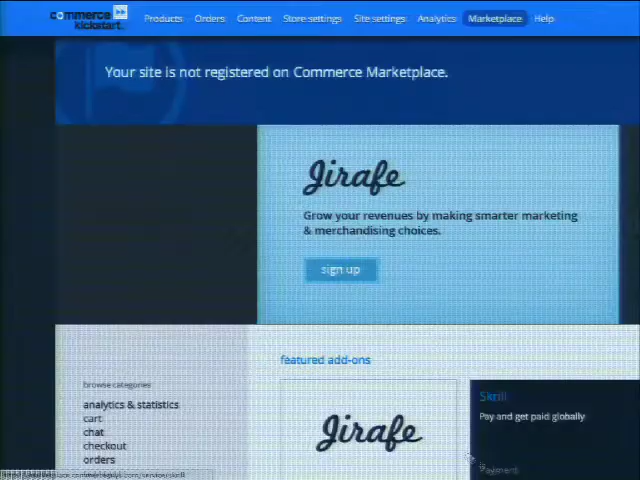 commerce kickstart
Products Orders Content Store settings Site settings Analytics Marketplace Help
Your site is not registered on Commerce Marketplace.
Jirafe
Grow your revenues by making smarter marketing
& merchandising choices.
sign up
featured add-ons
browse categories
analytics & statistics
cart
chat
checkout
orders
Jirafe
Skrill
Pay and get paid globally
Payment